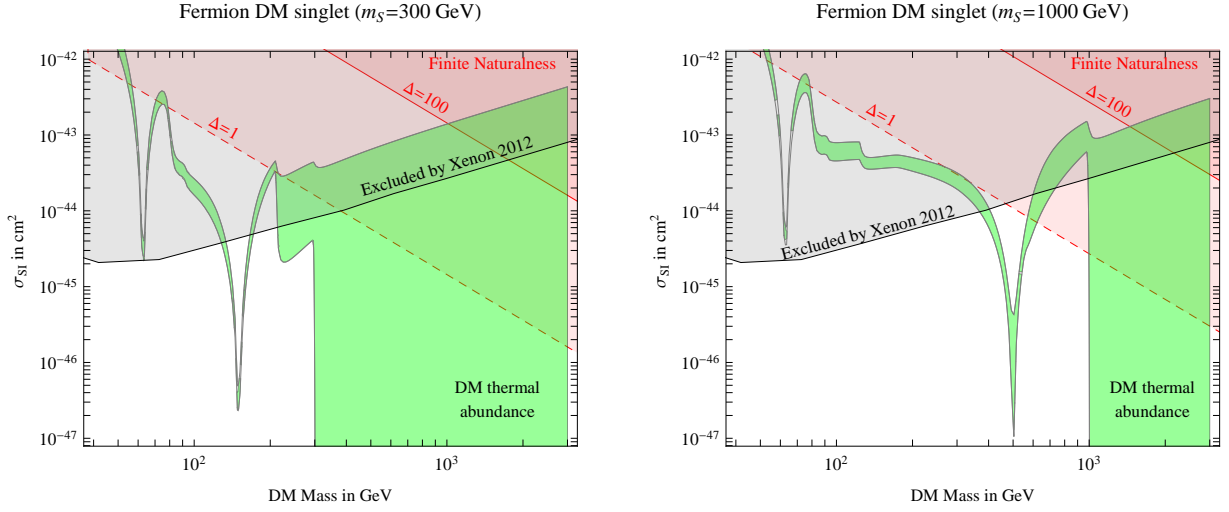 Fermion DM singlet (m_S=300 GeV)
10^−42
10^−43
10^−44
10^−45
10^−46
10^−47
σ_SI in cm^2
Finite Naturalness
Δ=100
Δ=1
Excluded by Xenon 2012
DM thermal
abundance
10^2
10^3
DM Mass in GeV
Fermion DM singlet (m_S=1000 GeV)
10^−42
10^−43
10^−44
10^−45
10^−46
10^−47
σ_SI in cm^2
Finite Naturalness
Δ=100
Δ=1
Excluded by Xenon 2012
DM thermal
abundance
10^2
10^3
DM Mass in GeV